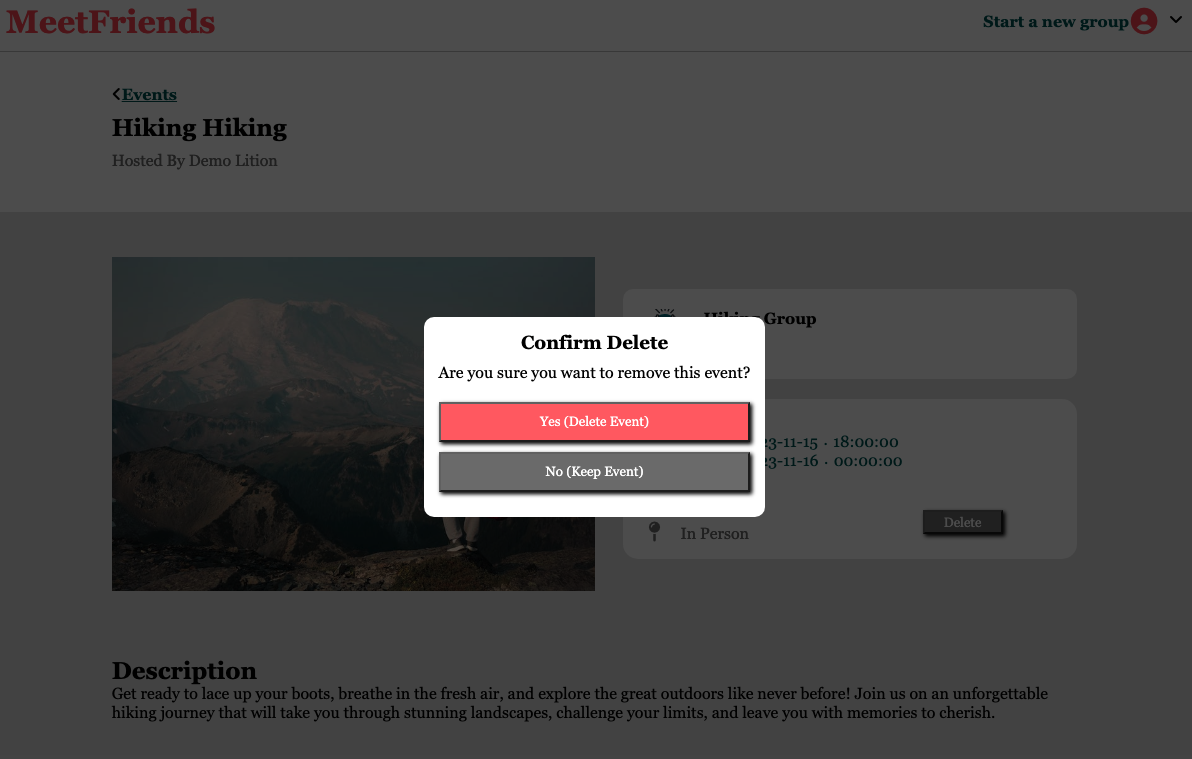 MeetFriends
Start a new group
Events
Hiking Hiking
Hosted By Demo Lition
Group
Confirm Delete
Are you sure you want to remove this event?
Yes (Delete Event)
No (Keep Event)
23-11-15 · 18:00:00
23-11-16 · 00:00:00
In Person
Delete
Description
Get ready to lace up your boots, breathe in the fresh air, and explore the great outdoors like never before! Join us on an unforgettable
hiking journey that will take you through stunning landscapes, challenge your limits, and leave you with memories to cherish.